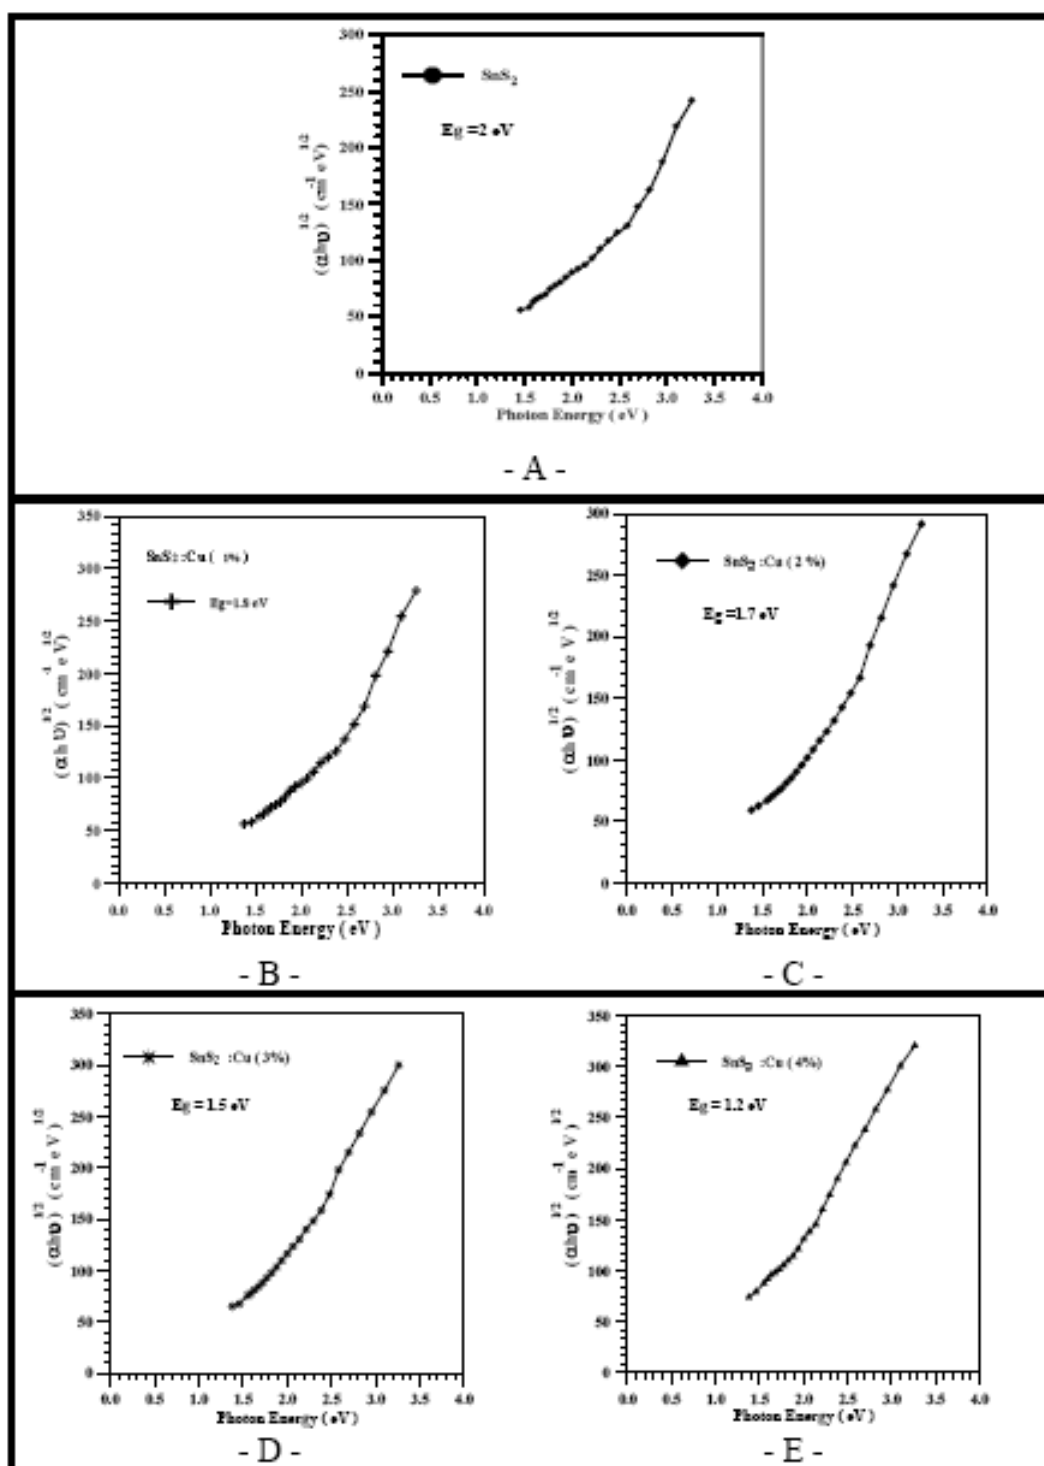 300
250
200
150
100
50
0
(αhυ)^1/2 (cm^-1 eV)^1/2
SnS2
Eg =2 eV
0.0 0.5 1.0 1.5 2.0 2.5 3.0 3.5 4.0
Photon Energy ( eV )
- A -
350
300
250
200
150
100
50
0
(αhυ)^1/2 (cm^-1 eV)^1/2
SnS2:Cu ( 1%)
Eg=1.8 eV
0.0 0.5 1.0 1.5 2.0 2.5 3.0 3.5 4.0
Photon Energy ( eV )
- B -
300
250
200
150
100
50
0
(αhυ)^1/2 (cm^-1 eV)^1/2
SnS2 :Cu ( 2 %)
Eg =1.7 eV
0.0 0.5 1.0 1.5 2.0 2.5 3.0 3.5 4.0
Photon Energy ( eV )
- C -
350
300
250
200
150
100
50
0
(αhυ)^1/2 (cm^-1 eV)^1/2
SnS2 :Cu ( 3%)
Eg = 1.5 eV
0.0 0.5 1.0 1.5 2.0 2.5 3.0 3.5 4.0
Photon Energy ( eV )
- D -
350
300
250
200
150
100
50
0
(αhυ)^1/2 (cm^-1 eV)^1/2
SnS2 :Cu (4%)
Eg = 1.2 eV
0.0 0.5 1.0 1.5 2.0 2.5 3.0 3.5 4.0
Photon Energy ( eV )
- E -